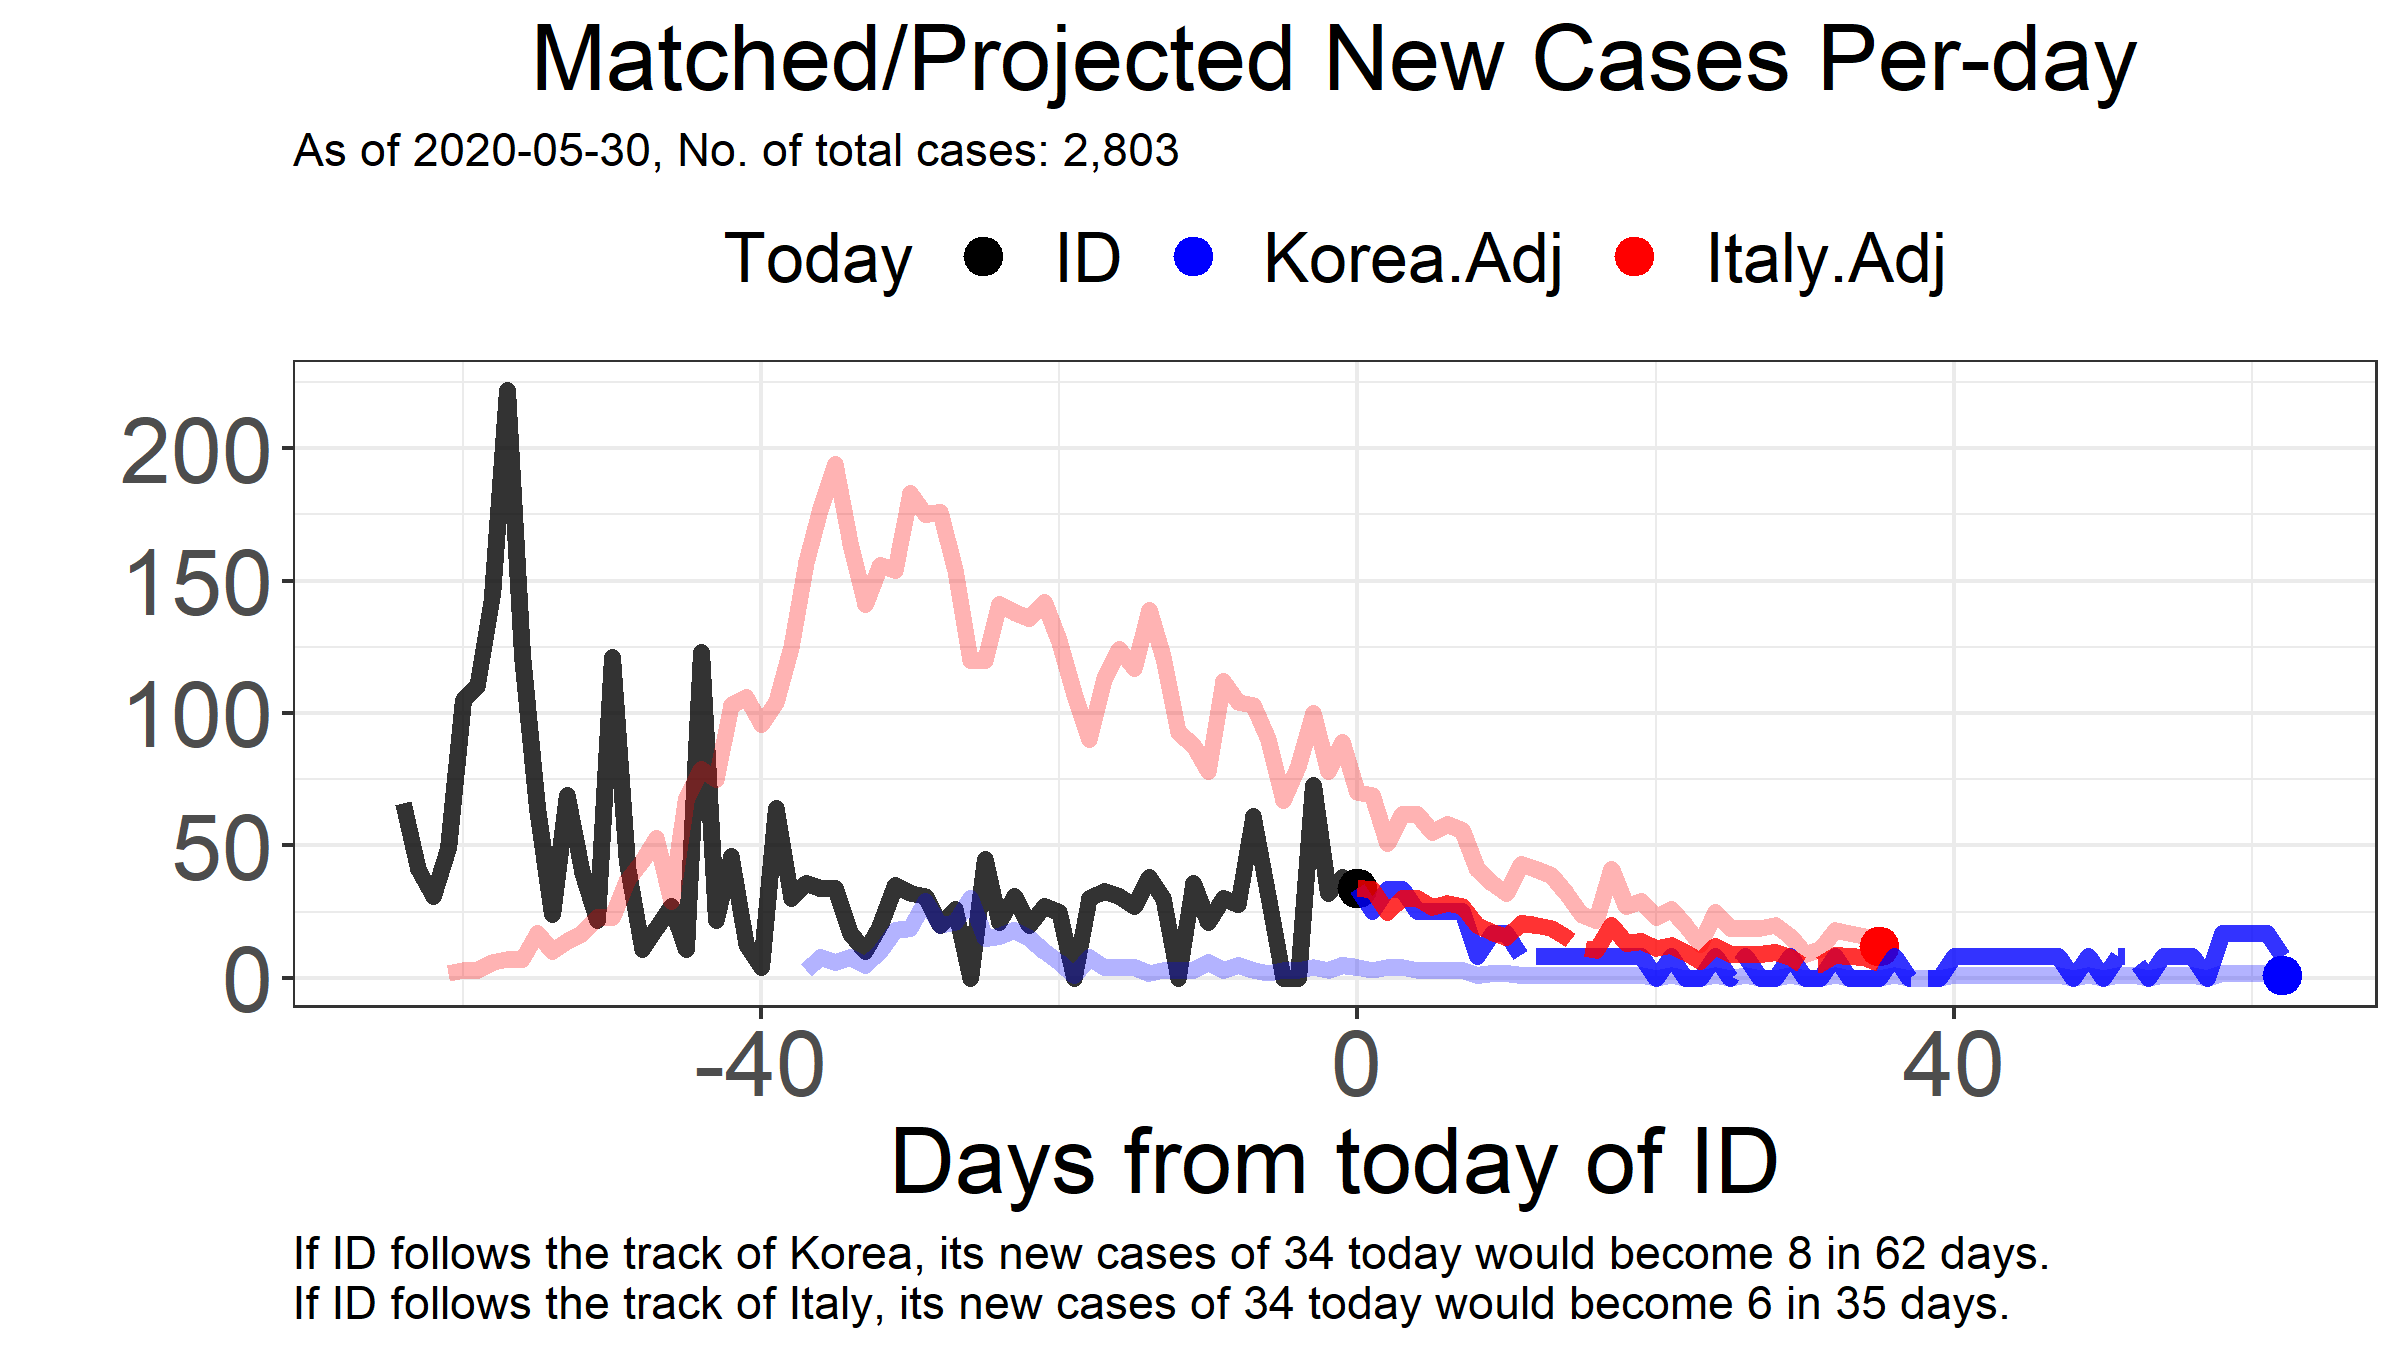 Matched/Projected New Cases Per-day
As of 2020-05-30, No. of total cases: 2,803
Today ID Korea.Adj Italy.Adj
200
150
100
50
0
-40 0 40
Days from today of ID
If ID follows the track of Korea, its new cases of 34 today would become 8 in 62 days.
If ID follows the track of Italy, its new cases of 34 today would become 6 in 35 days.